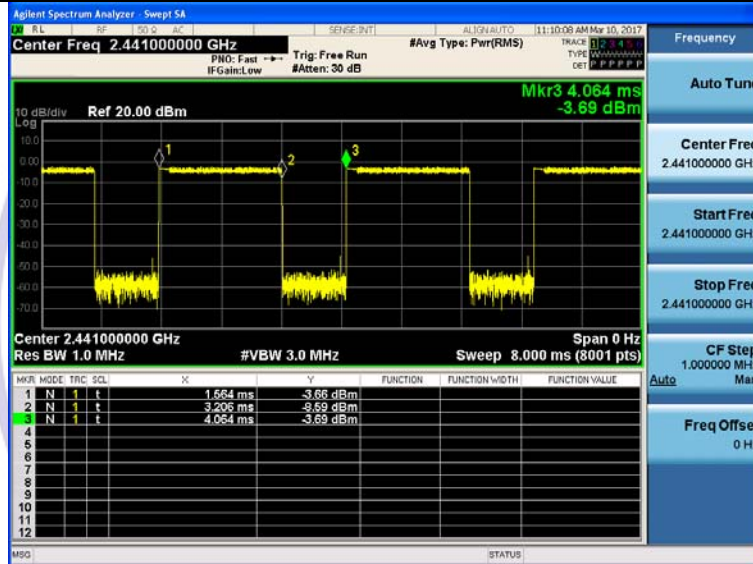 Agilent Spectrum Analyzer - Swept SA
RL RF 50 Ω AC SENSE:INT ALIGN AUTO 11:10:08 AM Mar 10, 2017
Center Freq 2.441000000 GHz
PNO: Fast
IFGain:Low
Trig: Free Run
#Atten: 30 dB
#Avg Type: Pwr(RMS)
TRACE 1 2 3 4 5 6
TYPE
DET P P P P P P
Frequency
Auto Tune
Center Freq
2.441000000 GH
Start Freq
2.441000000 GH
Stop Freq
2.441000000 GH
CF Step
1.000000 MH
Auto Ma
Freq Offse
0 H
Mkr3 4.064 ms
-3.69 dBm
10 dB/div Ref 20.00 dBm
Log
10.0
0.00
-10.0
-20.0
-30.0
-40.0
-50.0
-60.0
-70.0
1
2
3
Center 2.441000000 GHz Span 0 Hz
Res BW 1.0 MHz #VBW 3.0 MHz Sweep 8.000 ms (8001 pts)
MKR MODE TRC SCL X Y FUNCTION FUNCTION WIDTH FUNCTION VALUE
1 N 1 t 1.564 ms -3.66 dBm
2 N 1 t 3.206 ms -8.59 dBm
3 N 1 t 4.064 ms -3.69 dBm
4
5
6
7
8
9
10
11
12
MSG STATUS